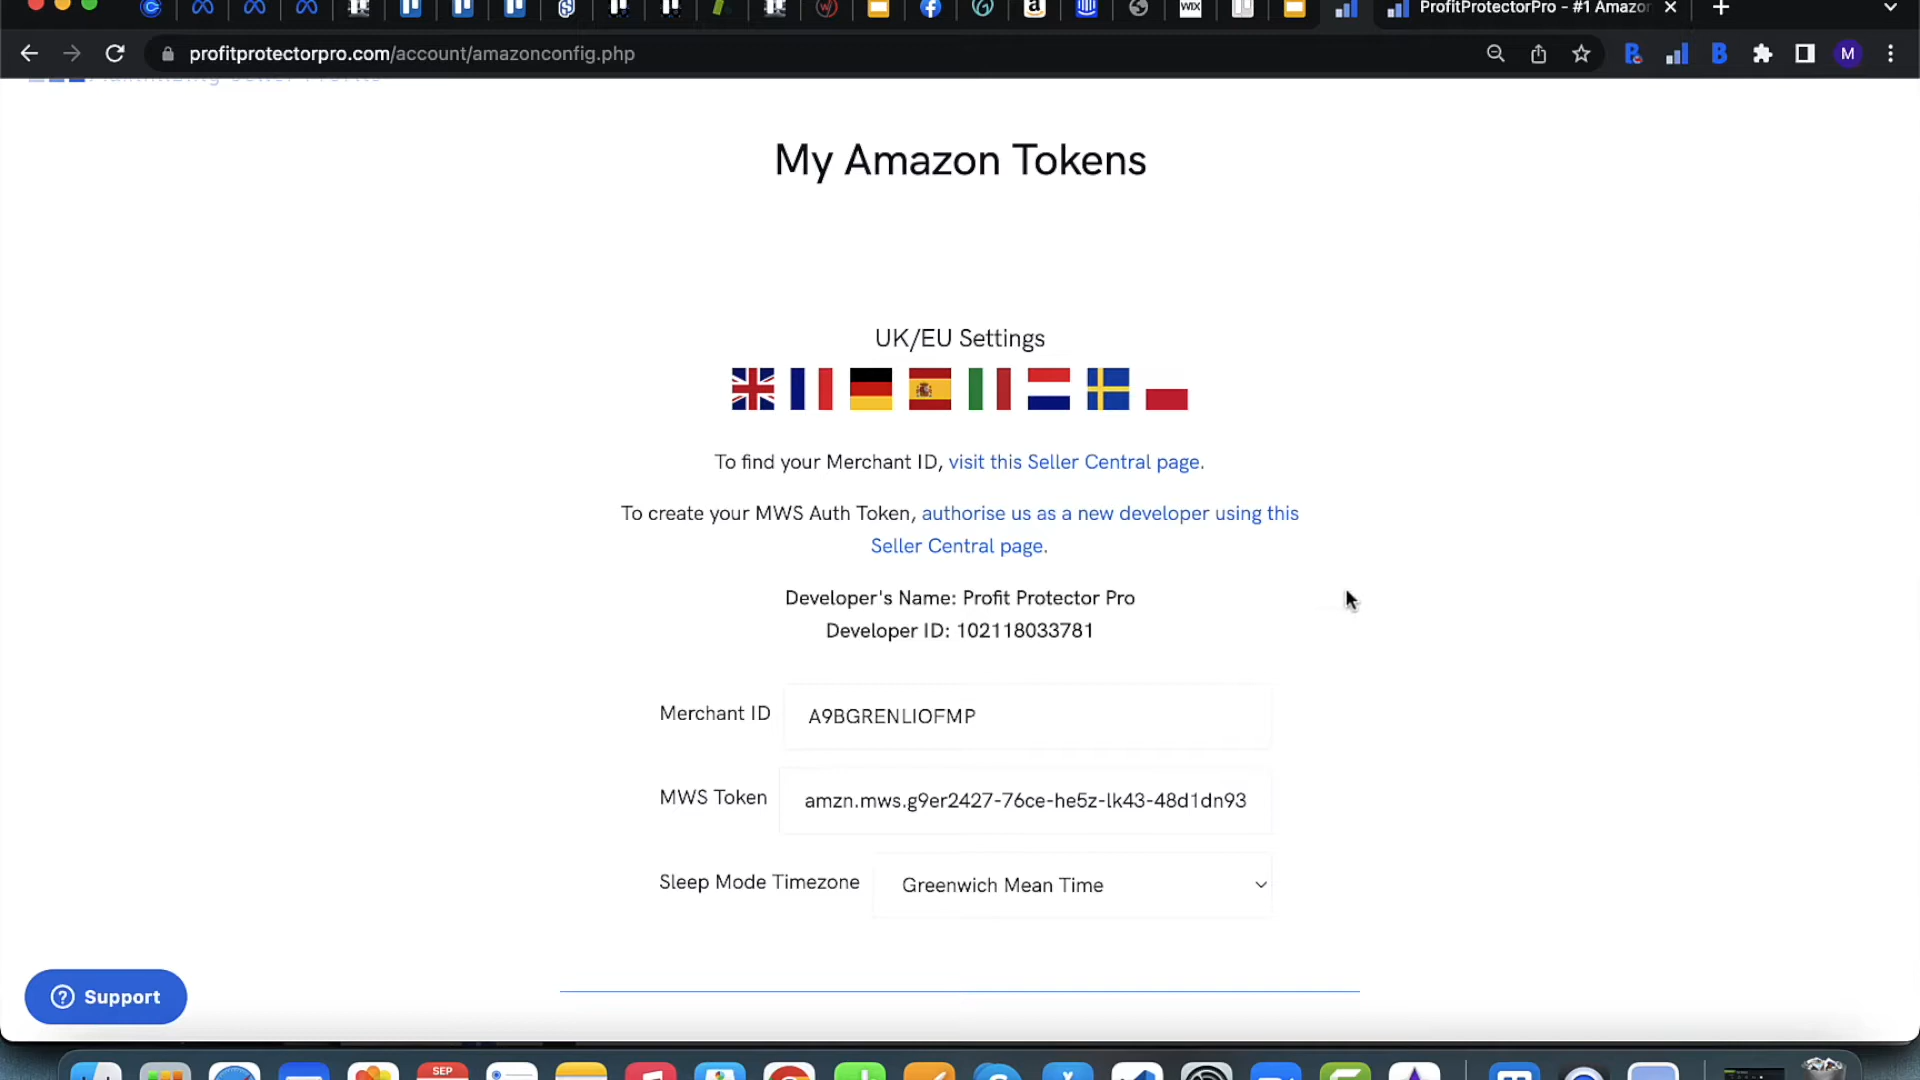 ProfitProtectorPro - #1 Amazon
profitprotectorpro.com/account/amazonconfig.php
M
My Amazon Tokens
UK/EU Settings
To find your Merchant ID, visit this Seller Central page.
To create your MWS Auth Token, authorise us as a new developer using this
Seller Central page.
Developer's Name: Profit Protector Pro
Developer ID: 102118033781
Merchant ID A9BGRENLIOFMP
MWS Token amzn.mws.g9er2427-76ce-he5z-lk43-48d1dn93
Sleep Mode Timezone Greenwich Mean Time
Support
SEP